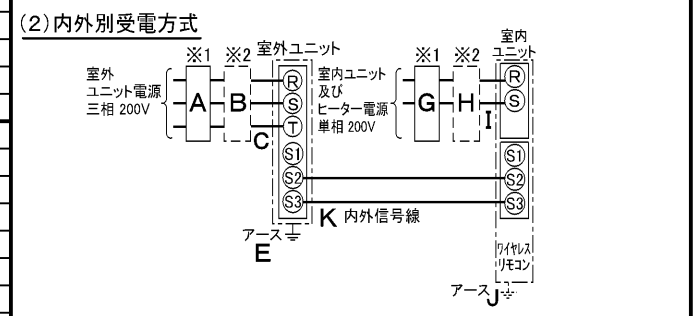 (2)内外別受電方式
※1 ※2 室外ユニット
室外
ユニット電源
三相 200V
A B C
R
S
T
S1
S2
S3
アース
E
※1 ※2
室内ユニット
及び
ヒーター電源
単相 200V
G H I
室内
ユニット
R
S
S1
S2
S3
K 内外信号線
ワイヤレス
リモコン
アース J